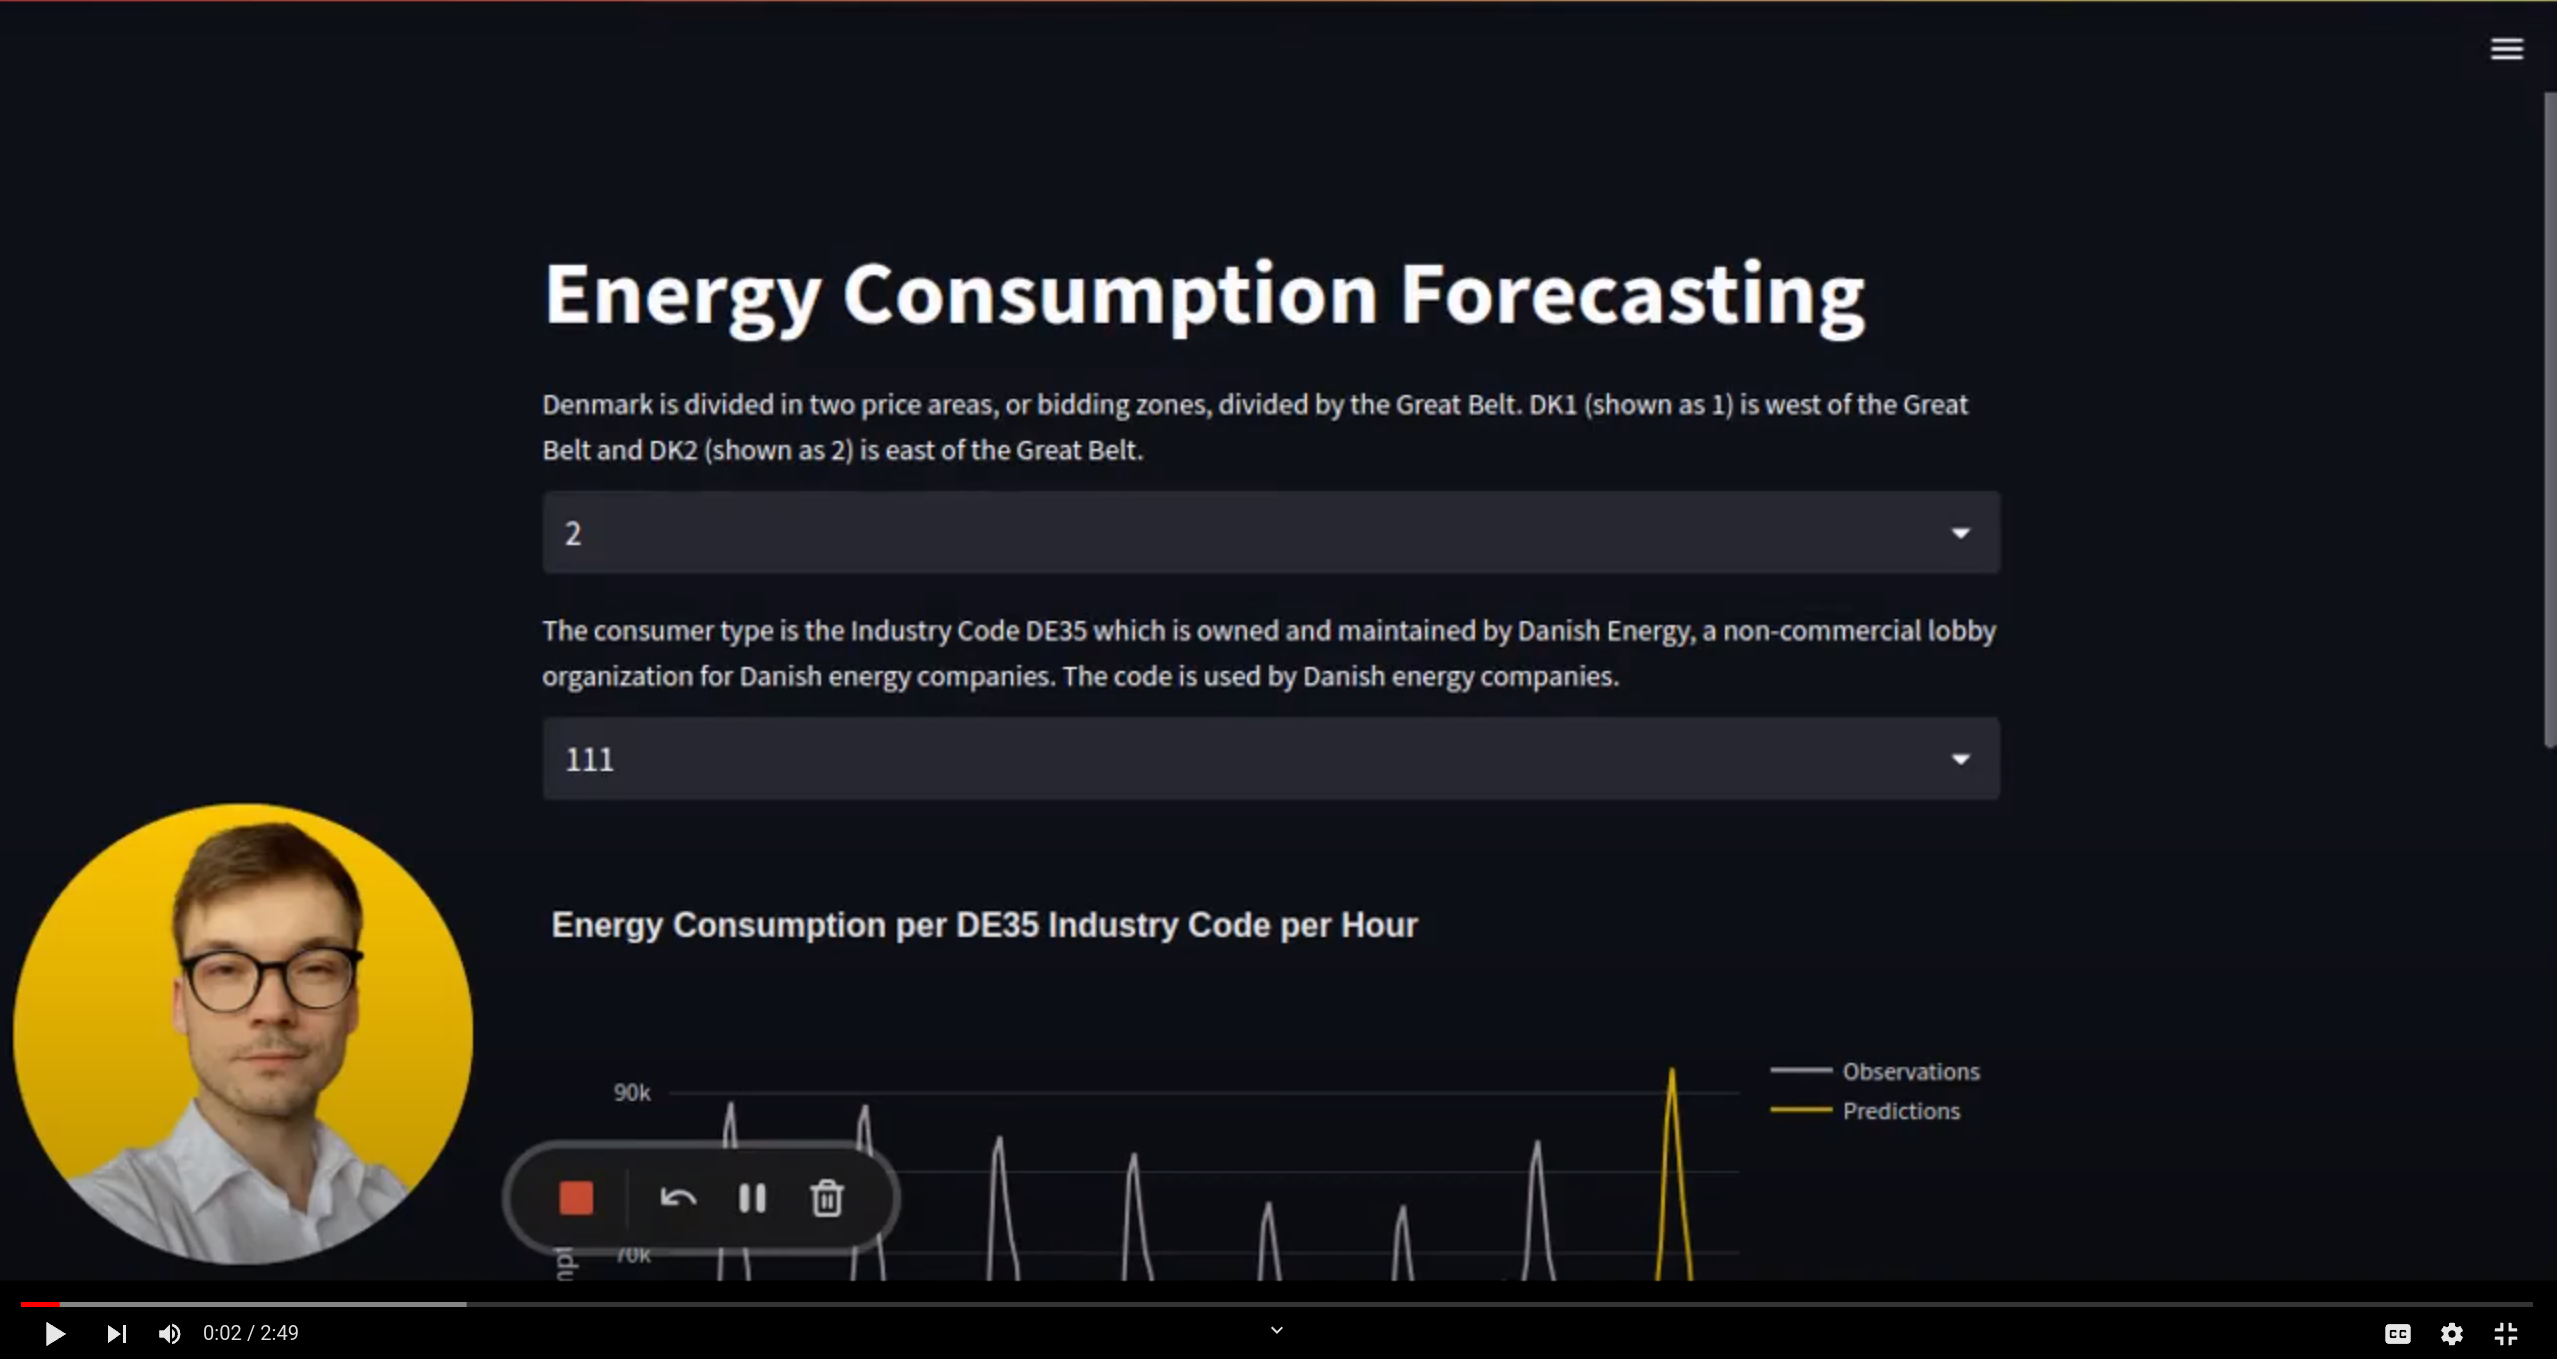 Energy Consumption Forecasting
Denmark is divided in two price areas, or bidding zones, divided by the Great Belt. DK1 (shown as 1) is west of the Great
Belt and DK2 (shown as 2) is east of the Great Belt.
2
The consumer type is the Industry Code DE35 which is owned and maintained by Danish Energy, a non-commercial lobby
organization for Danish energy companies. The code is used by Danish energy companies.
111
Energy Consumption per DE35 Industry Code per Hour
Observations
Predictions
90k
70k
0:02 / 2:49
CC